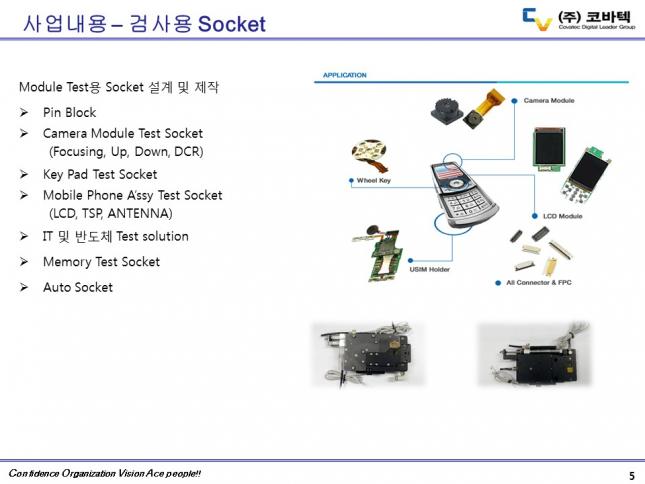 사업내용 – 검사용 Socket
CV (주) 코바텍
Covatec Digital Leader Group
Module Test용 Socket 설계 및 제작
➢ Pin Block
➢ Camera Module Test Socket
(Focusing, Up, Down, DCR)
➢ Key Pad Test Socket
➢ Mobile Phone A'ssy Test Socket
(LCD, TSP, ANTENNA)
➢ IT 및 반도체 Test solution
➢ Memory Test Socket
➢ Auto Socket
APPLICATION
Camera Module
Wheel Key
LCD Module
USIM Holder
All Connector & FPC
Confidence Organization Vision Ace people!!
5